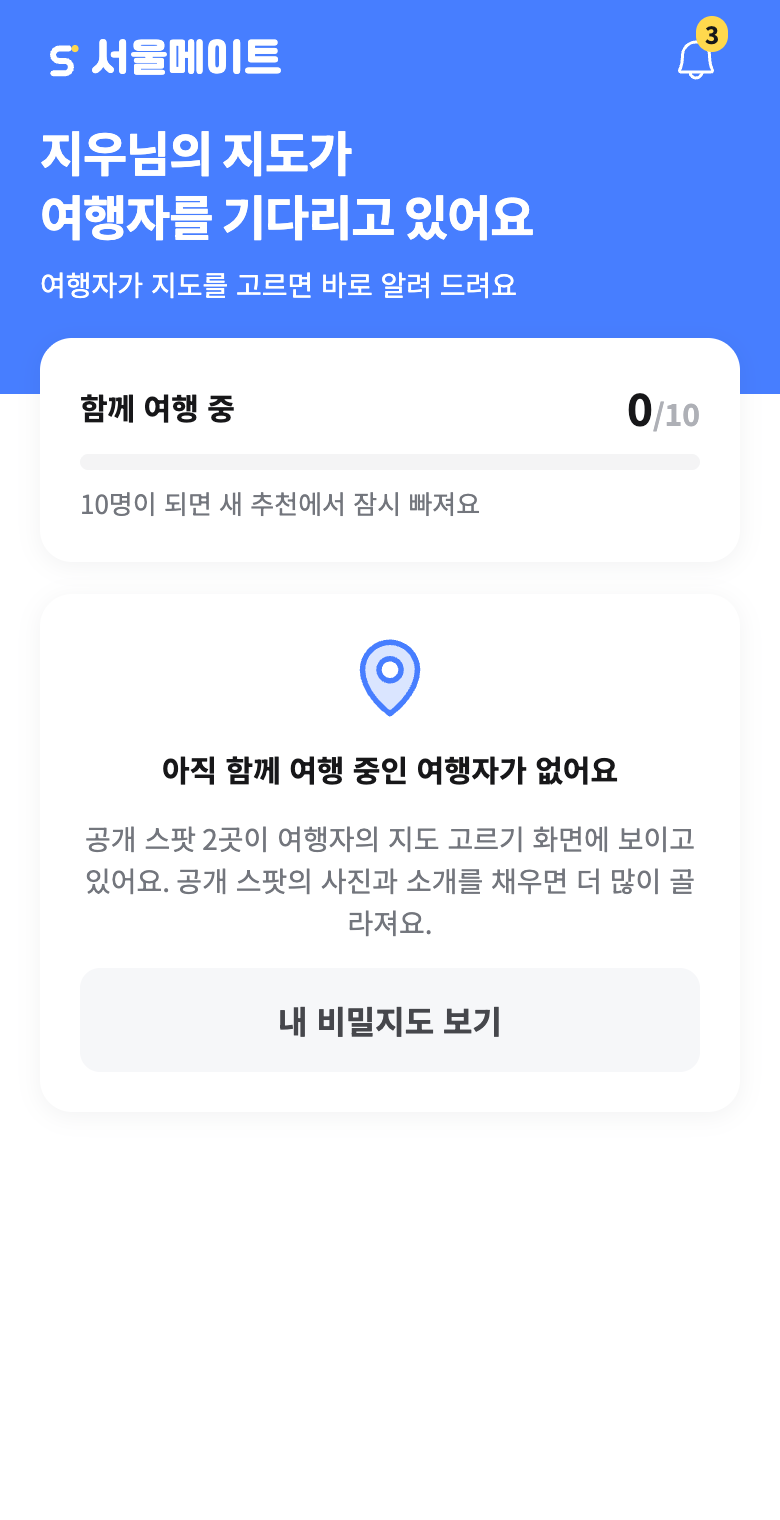 서울메이트
3
지우님의 지도가
여행자를 기다리고 있어요
여행자가 지도를 고르면 바로 알려 드려요
함께 여행 중
0/10
10명이 되면 새 추천에서 잠시 빠져요
아직 함께 여행 중인 여행자가 없어요
공개 스팟 2곳이 여행자의 지도 고르기 화면에 보이고
있어요. 공개 스팟의 사진과 소개를 채우면 더 많이 골
라져요.
내 비밀지도 보기